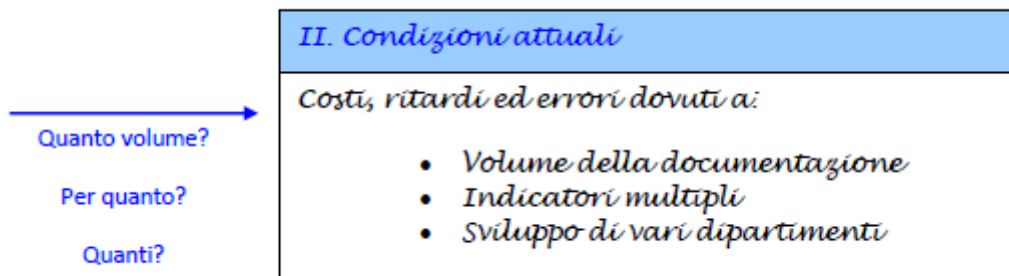 II. Condizioni attuali
Costi, ritardi ed errori dovuti a:
Quanto volume?
• Volume della documentazione
Per quanto?
• Indicatori multipli
• Sviluppo di vari dipartimenti
Quanti?